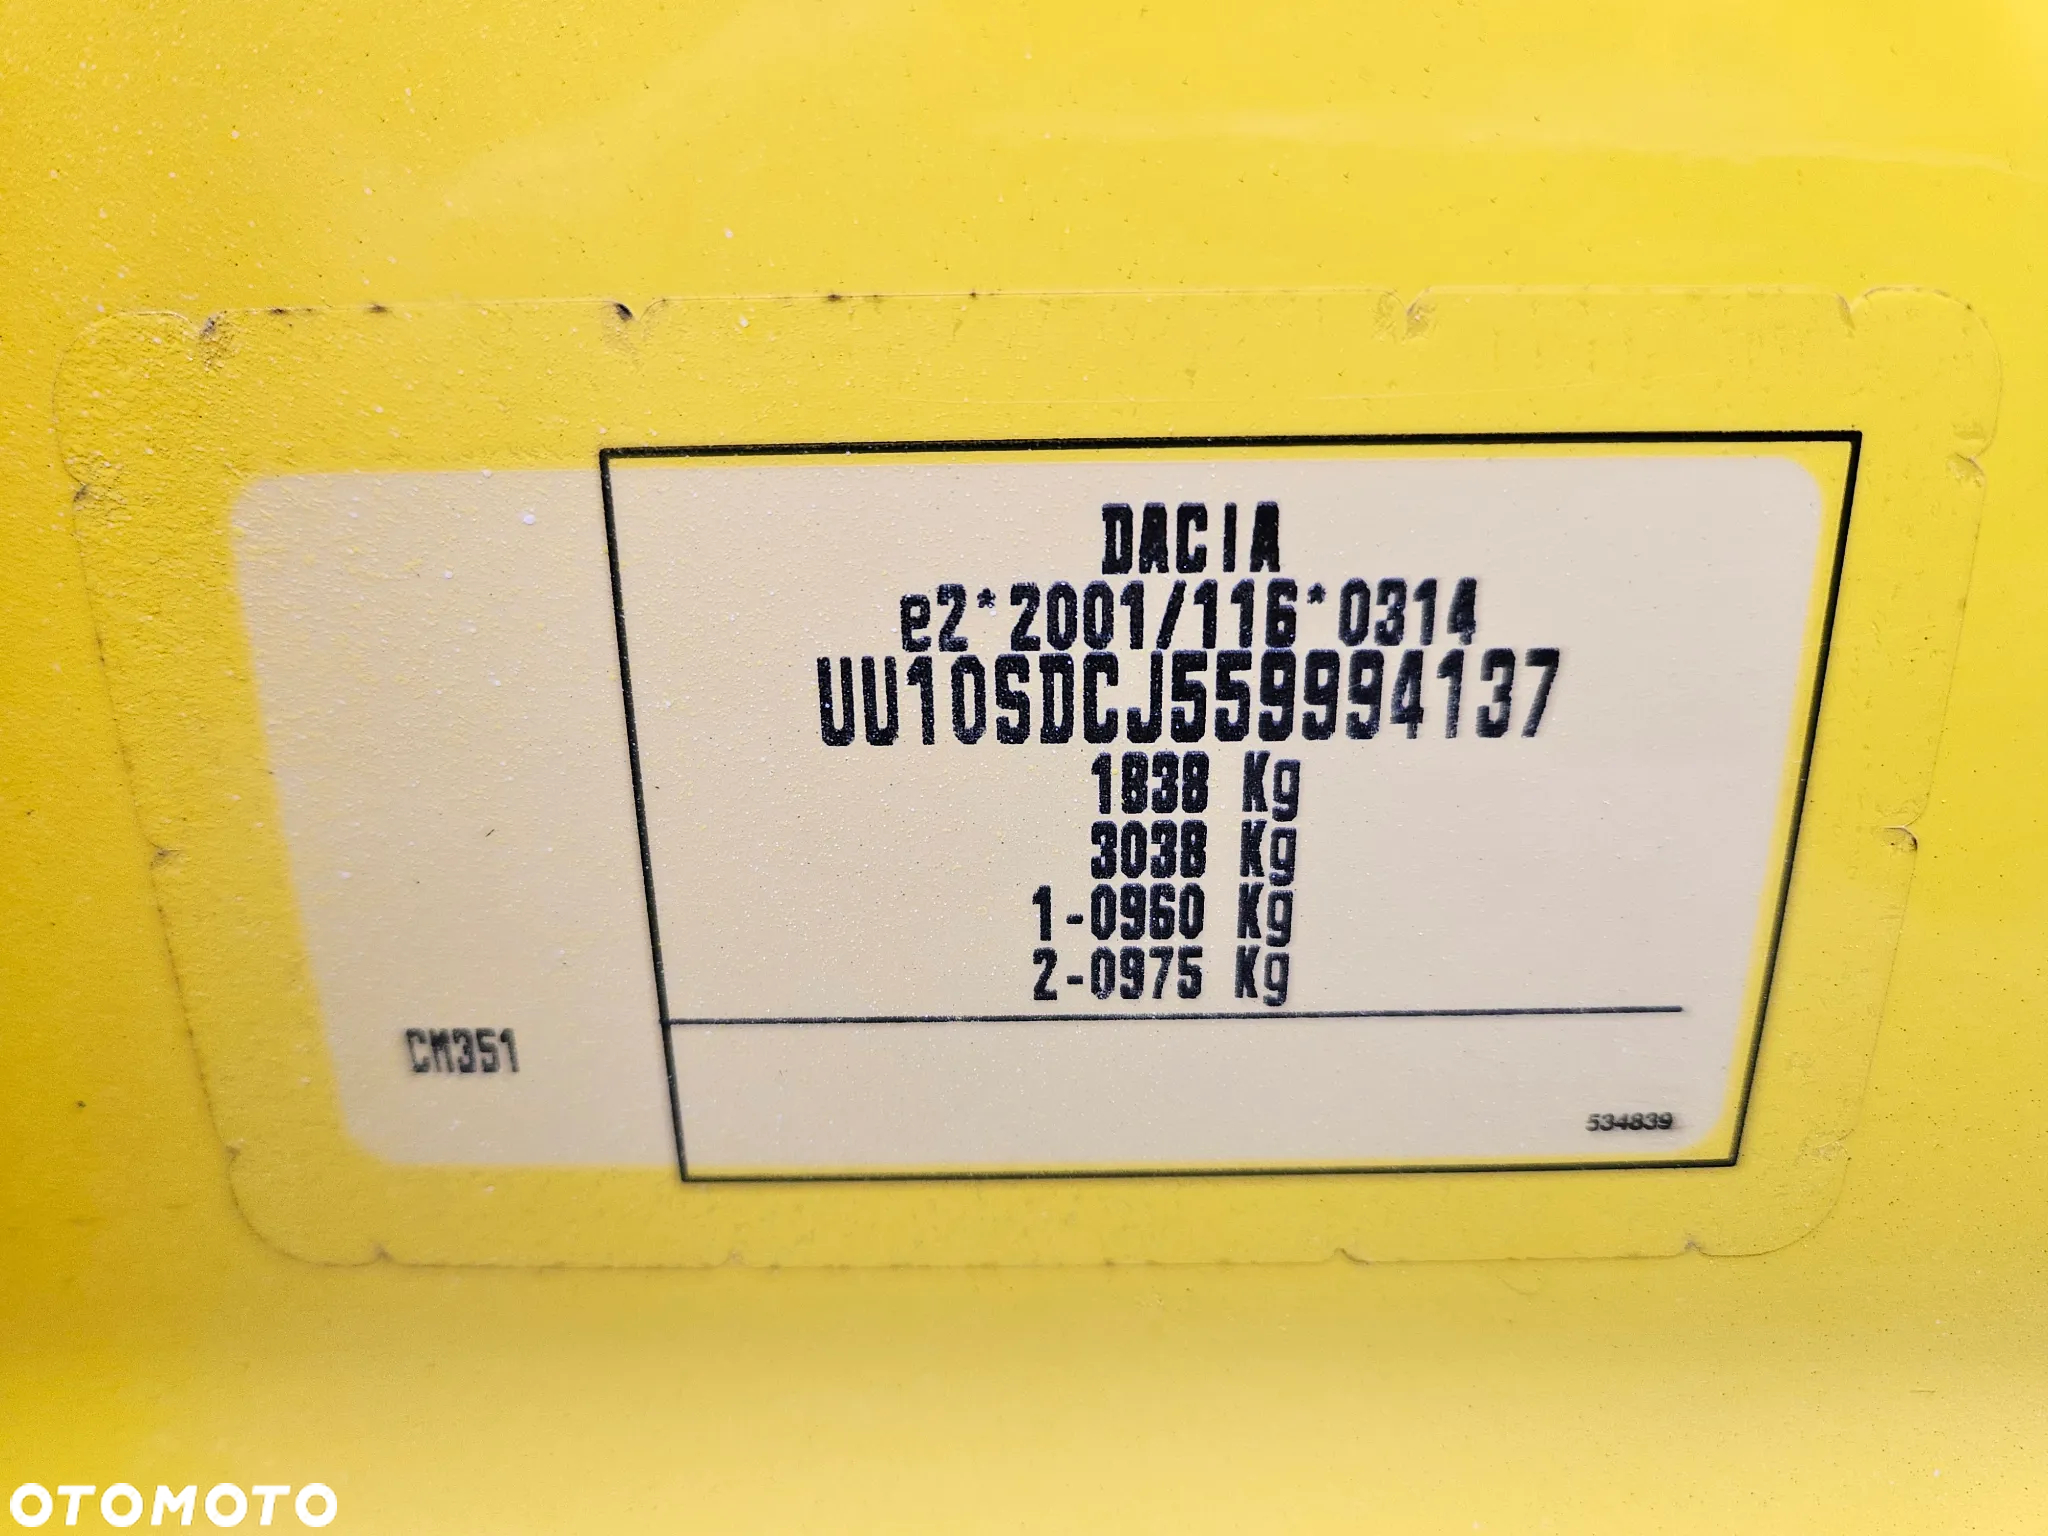 DACIA
e2*2001/116*0314
UU10SDCJ559994137
1838 Kg
3038 Kg
1-0960 Kg
2-0975 Kg
CM351
534839
OTOMOTO